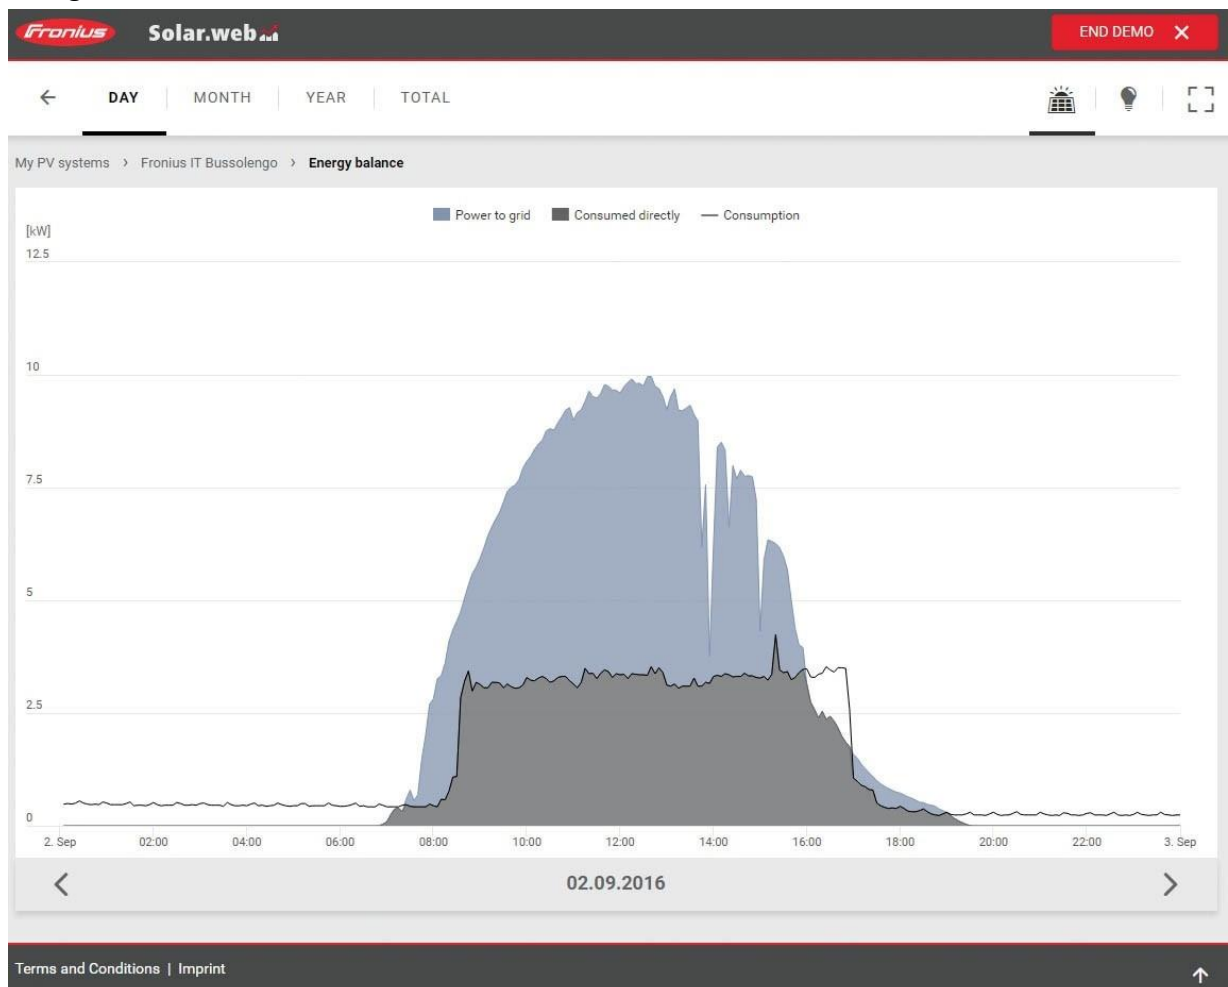 Fronius Solar.web END DEMO
DAY MONTH YEAR TOTAL
My PV systems > Fronius IT Bussolengo > Energy balance
Power to grid Consumed directly Consumption
[kW]
12.5
10
7.5
5
2.5
0
2. Sep 02:00 04:00 06:00 08:00 10:00 12:00 14:00 16:00 18:00 20:00 22:00 3. Sep
02.09.2016
Terms and Conditions | Imprint